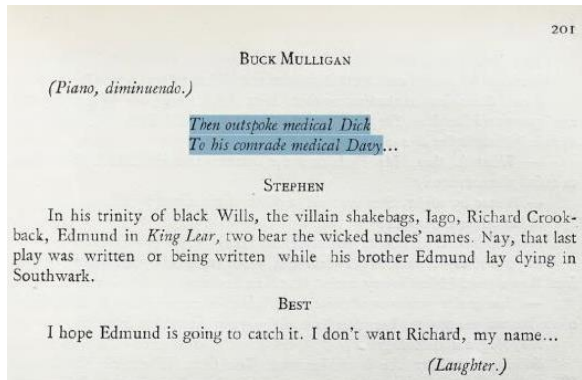 201
BUCK MULLIGAN
(Piano, diminuendo.)
Then outspoke medical Dick
To his comrade medical Davy...
STEPHEN
In his trinity of black Wills, the villain shakebags, Iago, Richard Crook-
back, Edmund in King Lear, two bear the wicked uncles' names. Nay, that last
play was written or being written while his brother Edmund lay dying in
Southwark.
BEST
I hope Edmund is going to catch it. I don't want Richard, my name...
(Laughter.)